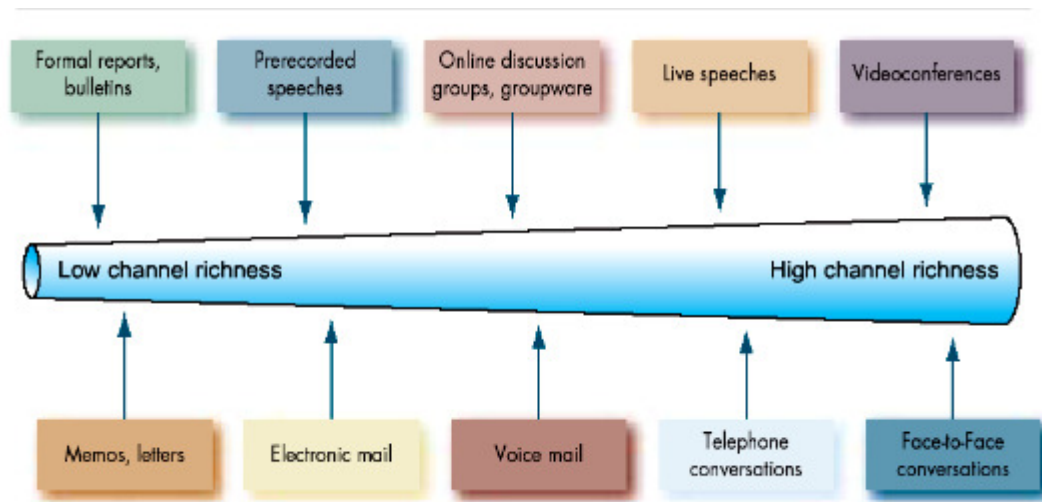 Formal reports,
bulletins
Prerecorded
speeches
Online discussion
groups, groupware
Live speeches
Videoconferences
Low channel richness
High channel richness
Memos, letters
Electronic mail
Voice mail
Telephone
conversations
Face-to-Face
conversations